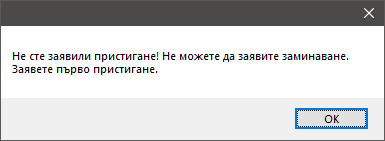 Не сте заявили пристигане! Не можете да заявите заминаване.
Заявете първо пристигане.
OK